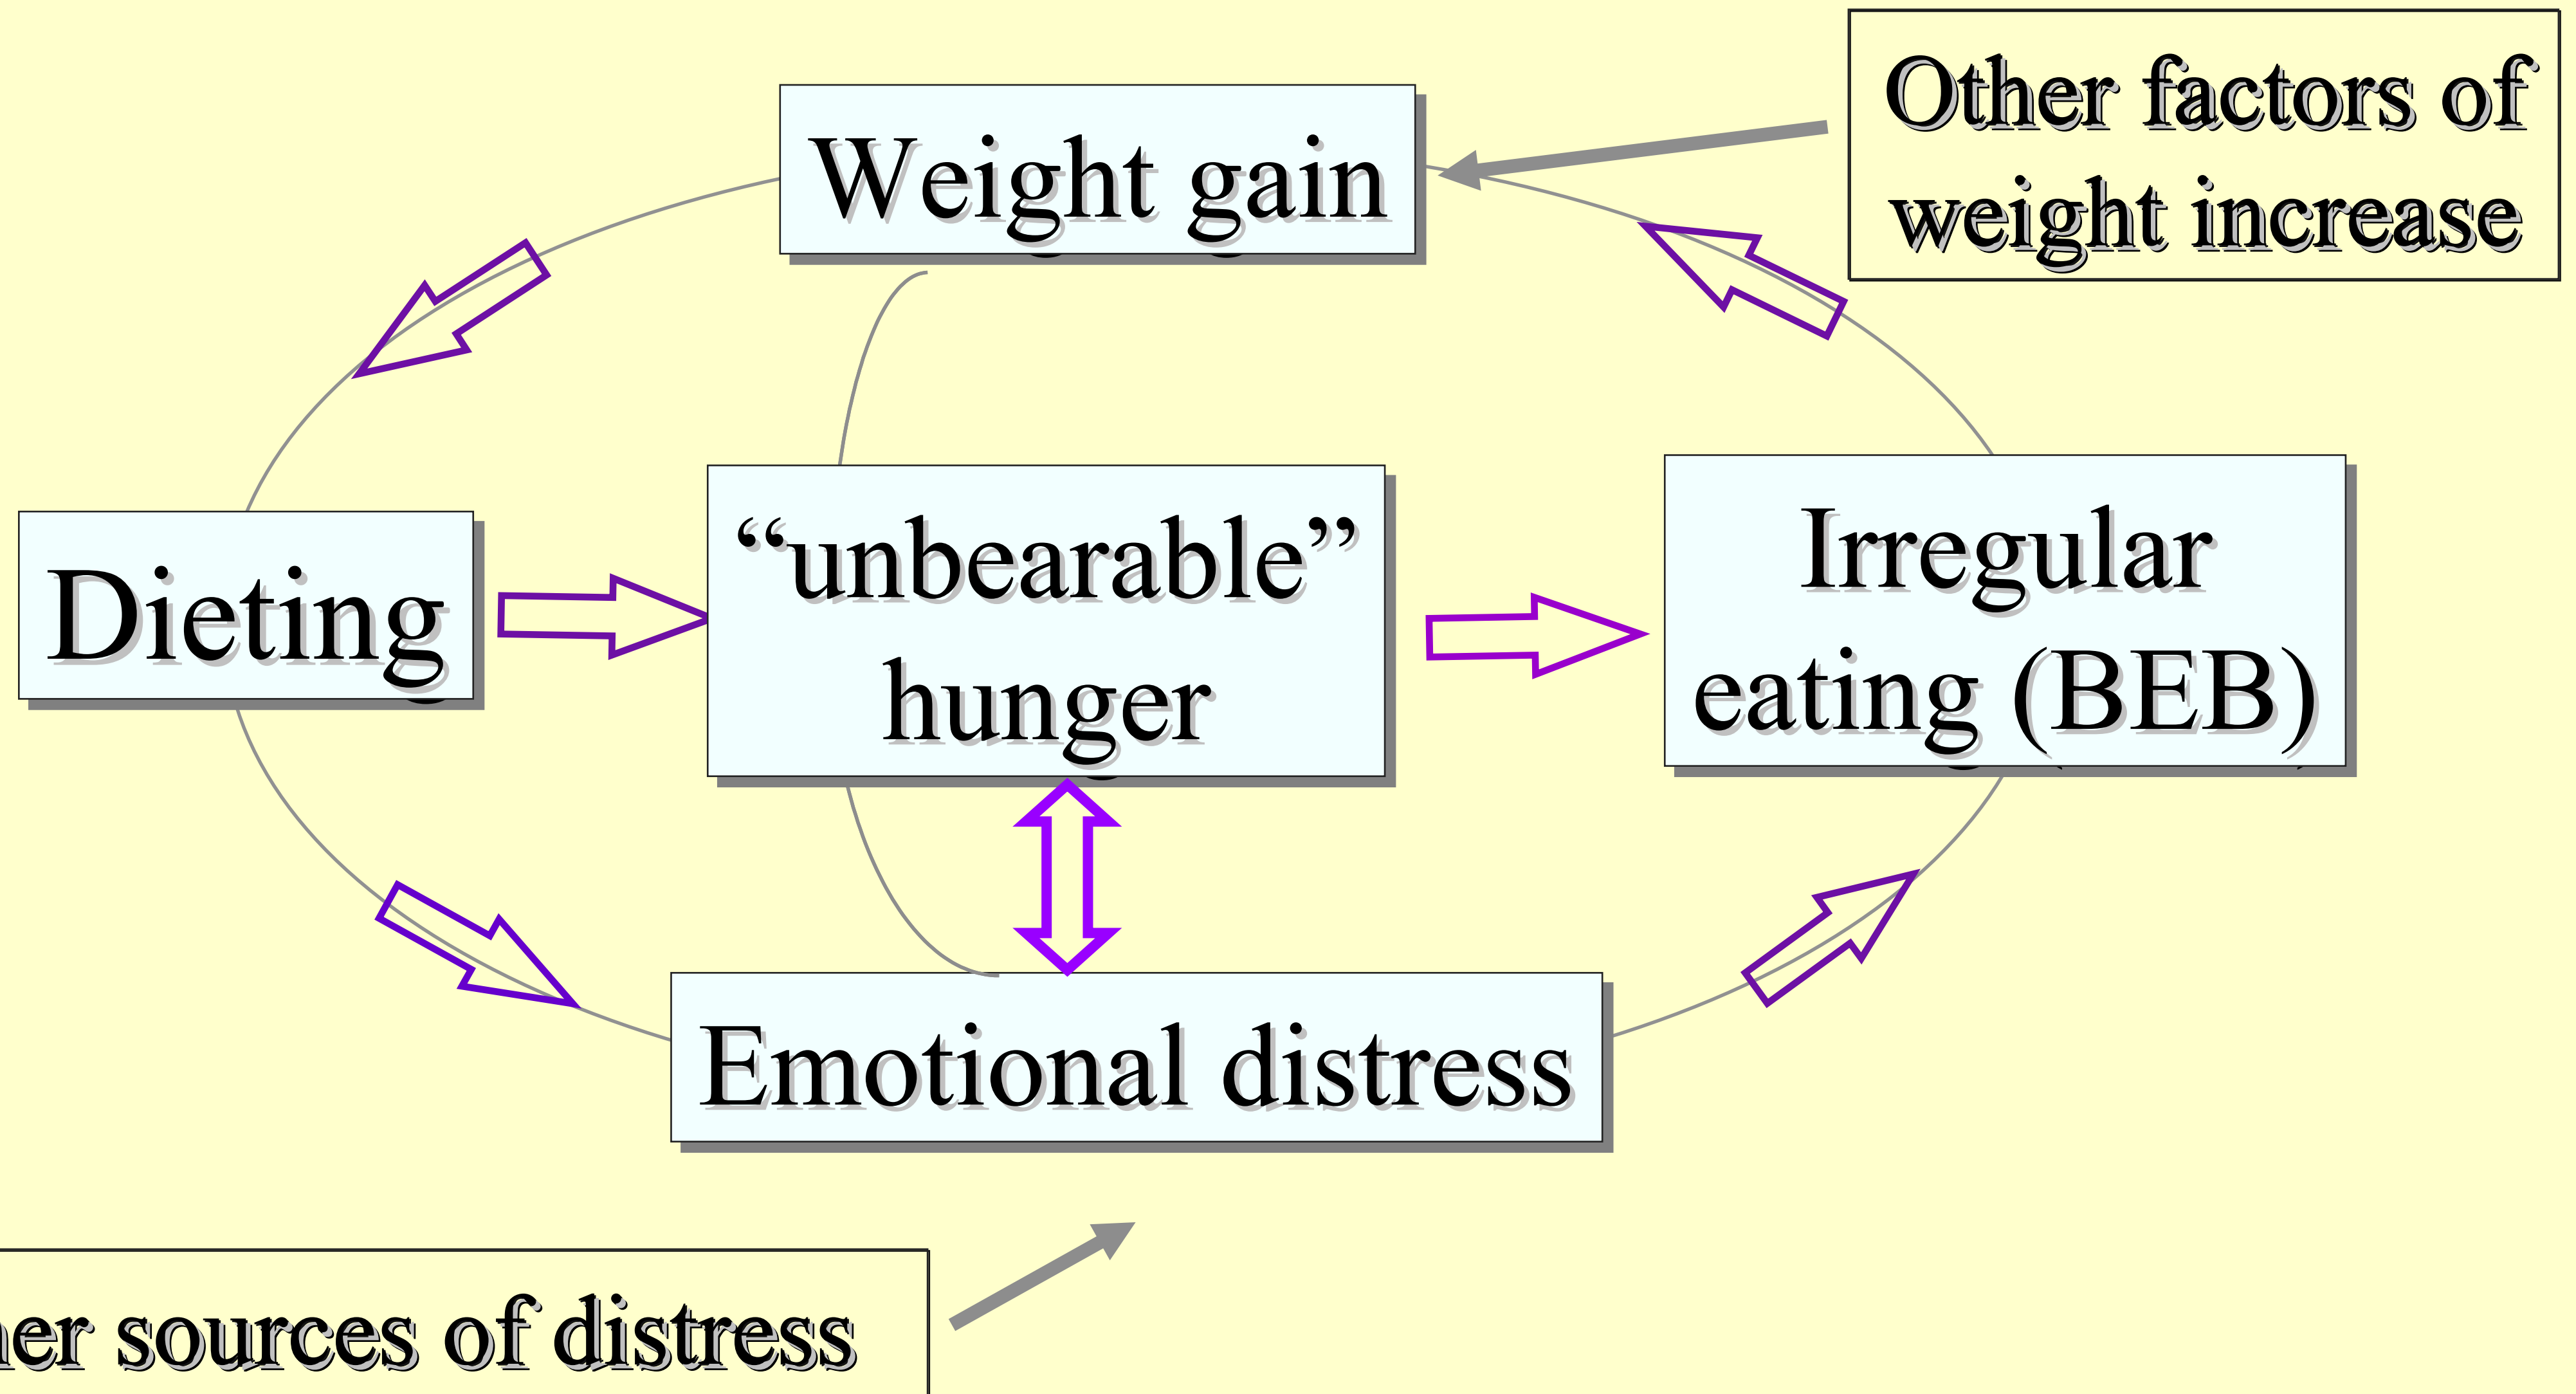 Other factors of
weight increase
Weight gain
Dieting
“unbearable”
hunger
Irregular
eating (BEB)
Emotional distress
sources of distress